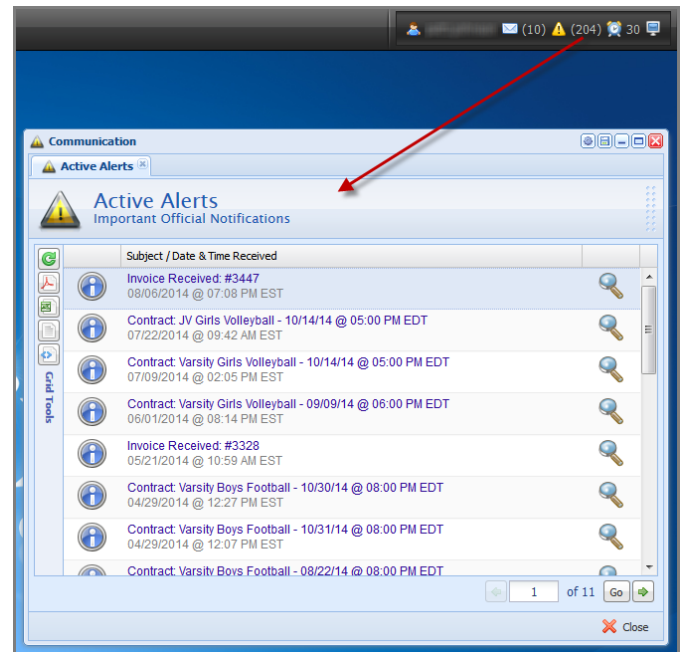 (10) (204) 30
Communication
Active Alerts
Active Alerts
Important Official Notifications
Subject / Date & Time Received
Invoice Received: #3447
08/06/2014 @ 07:08 PM EST
Contract: JV Girls Volleyball - 10/14/14 @ 05:00 PM EDT
07/22/2014 @ 09:42 AM EST
Contract: Varsity Girls Volleyball - 10/14/14 @ 05:00 PM EDT
07/09/2014 @ 02:05 PM EST
Contract: Varsity Girls Volleyball - 09/09/14 @ 06:00 PM EDT
06/01/2014 @ 08:14 PM EST
Invoice Received: #3328
05/21/2014 @ 10:59 AM EST
Contract: Varsity Boys Football - 10/30/14 @ 08:00 PM EDT
04/29/2014 @ 12:27 PM EST
Contract: Varsity Boys Football - 10/31/14 @ 08:00 PM EDT
04/29/2014 @ 12:07 PM EST
Contract: Varsity Boys Football - 08/22/14 @ 08:00 PM EDT
Grid Tools
1 of 11 Go
Close